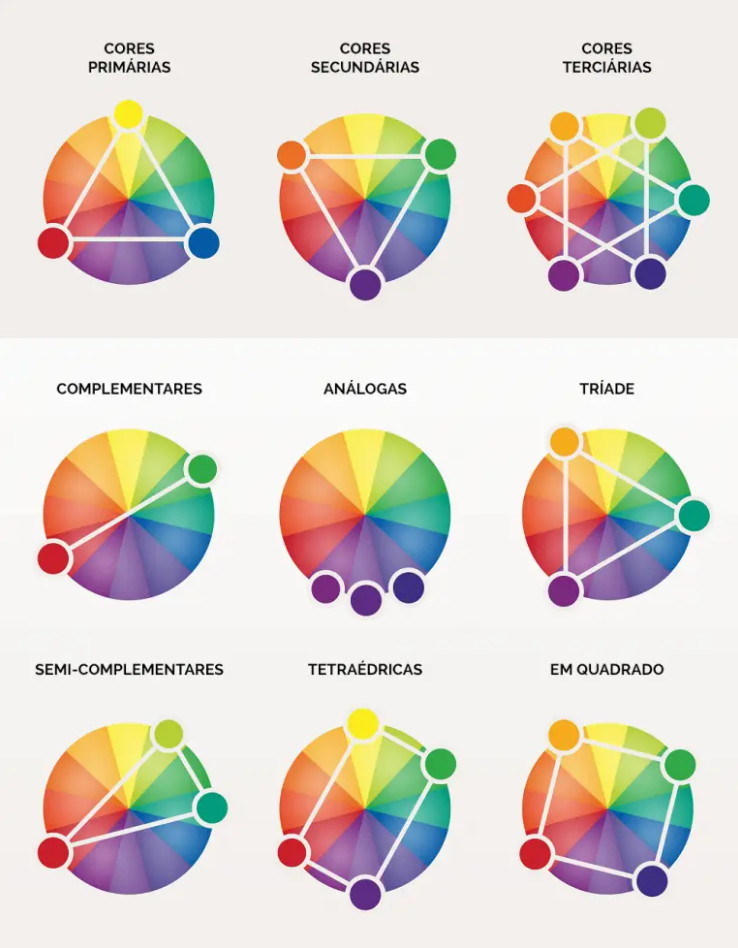 CORES
PRIMÁRIAS
CORES
SECUNDÁRIAS
CORES
TERCIÁRIAS
COMPLEMENTARES
ANÁLOGAS
TRÍADE
SEMI-COMPLEMENTARES
TETRAÉDRICAS
EM QUADRADO